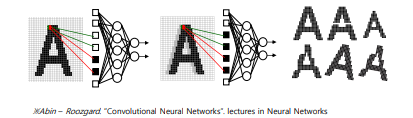 A
A
A A A
A A A
※Abin – Roozgard. "Convolutional Neural Networks". lectures in Neural Networks